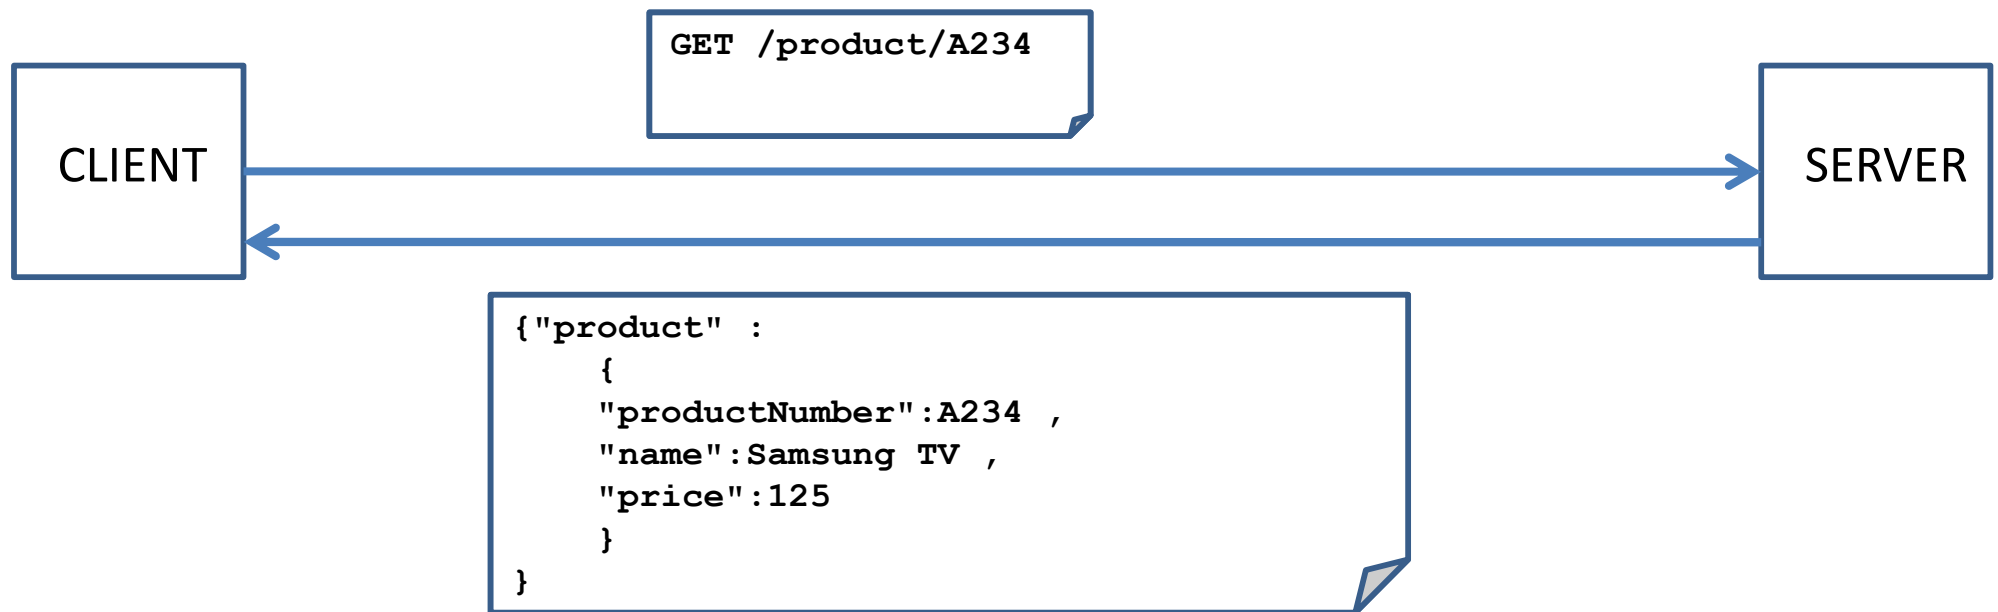 GET /product/A234
CLIENT
SERVER
{"product" :
{
"productNumber":A234 ,
"name":Samsung TV ,
"price":125
}
}